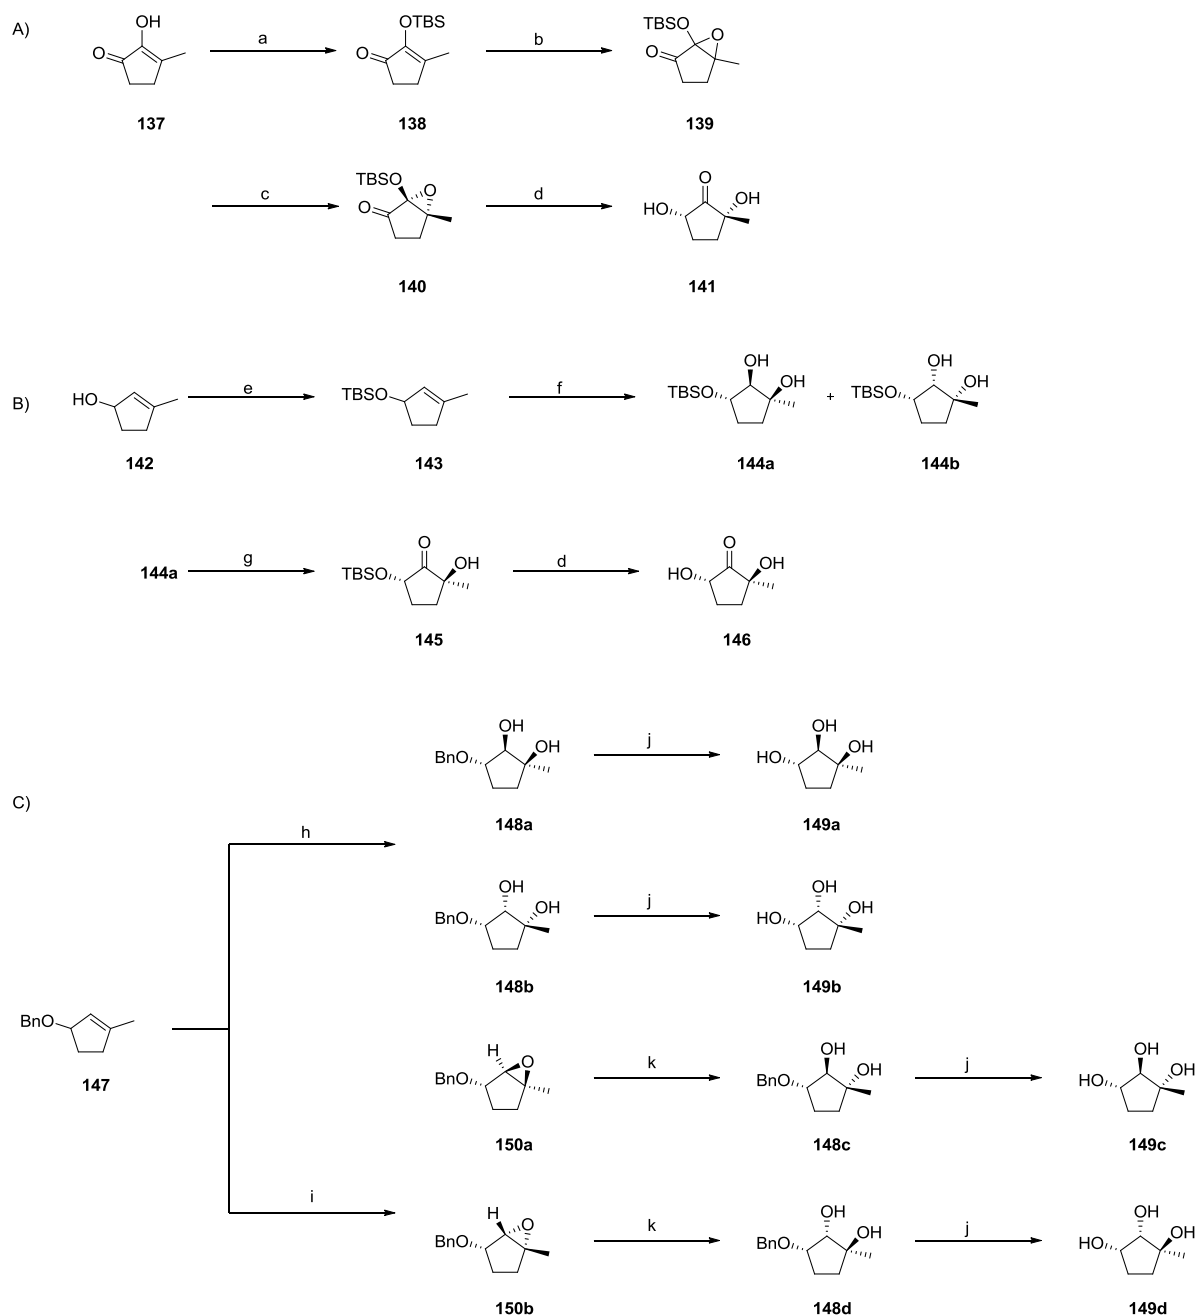 A)
OH
O
137
a
OTBS
O
138
b
TBSO
O
O
139
c
TBSO
O
O
140
d
O
HO
OH
141
B)
HO
142
e
TBSO
143
f
OH
OH
TBSO
144a
+
OH
OH
TBSO
144b
144a
g
O
OH
TBSO
145
d
O
OH
HO
146
C)
BnO
147
h
OH
OH
BnO
148a
j
OH
OH
HO
149a
OH
OH
BnO
148b
j
OH
OH
HO
149b
H
O
BnO
150a
k
OH
OH
BnO
148c
j
OH
OH
HO
149c
i
H
O
BnO
150b
k
OH
OH
BnO
148d
j
OH
OH
HO
149d